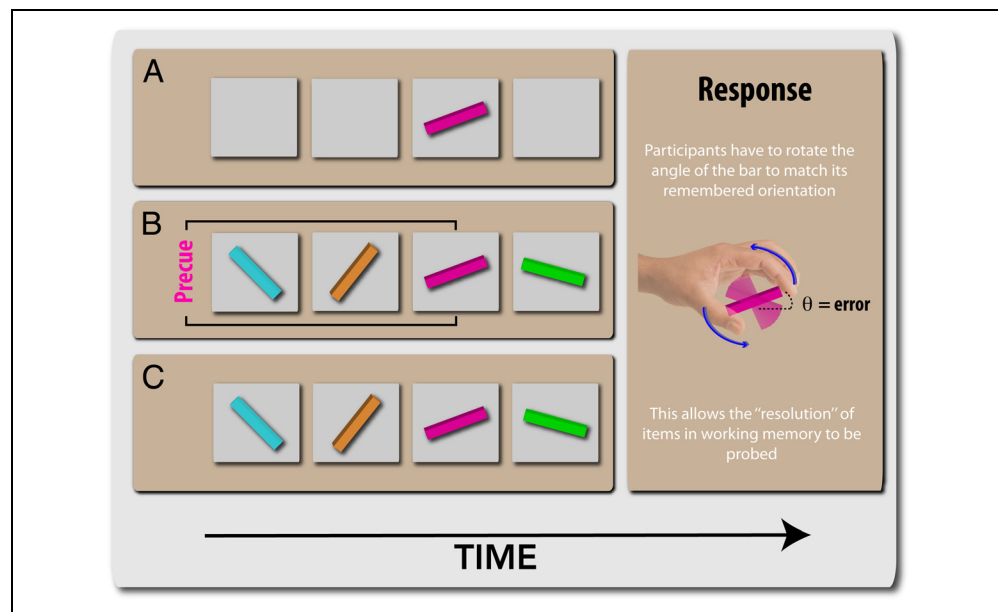 A
B
Precue
C
Response
Participants have to rotate the
angle of the bar to match its
remembered orientation
θ = error
This allows the “resolution” of
items in working memory to be
probed
TIME